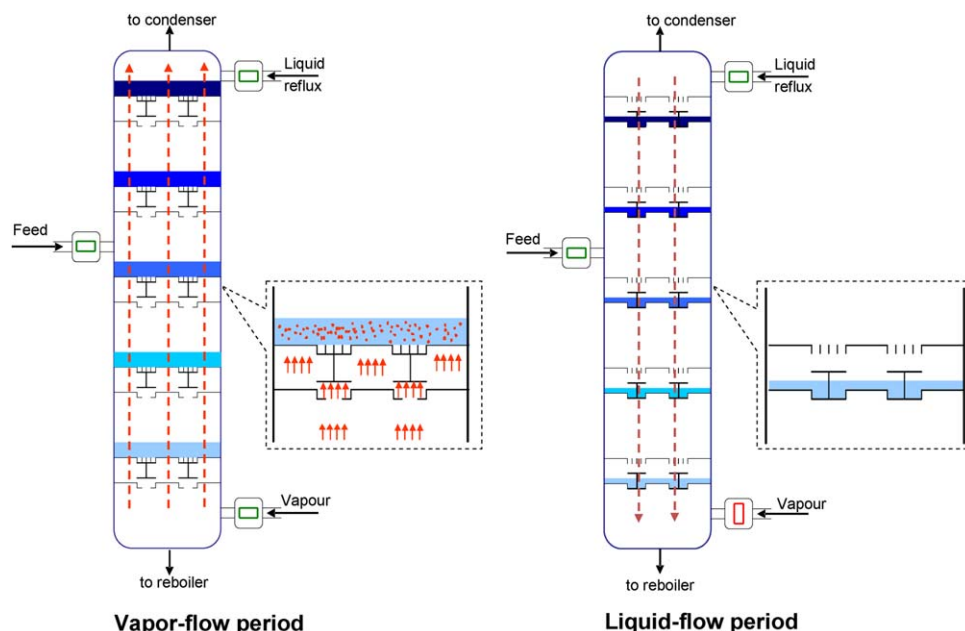 to condenser
Liquid
reflux
Feed
Vapour
to reboiler
Vapor-flow period
to condenser
Liquid
reflux
Feed
Vapour
to reboiler
Liquid-flow period